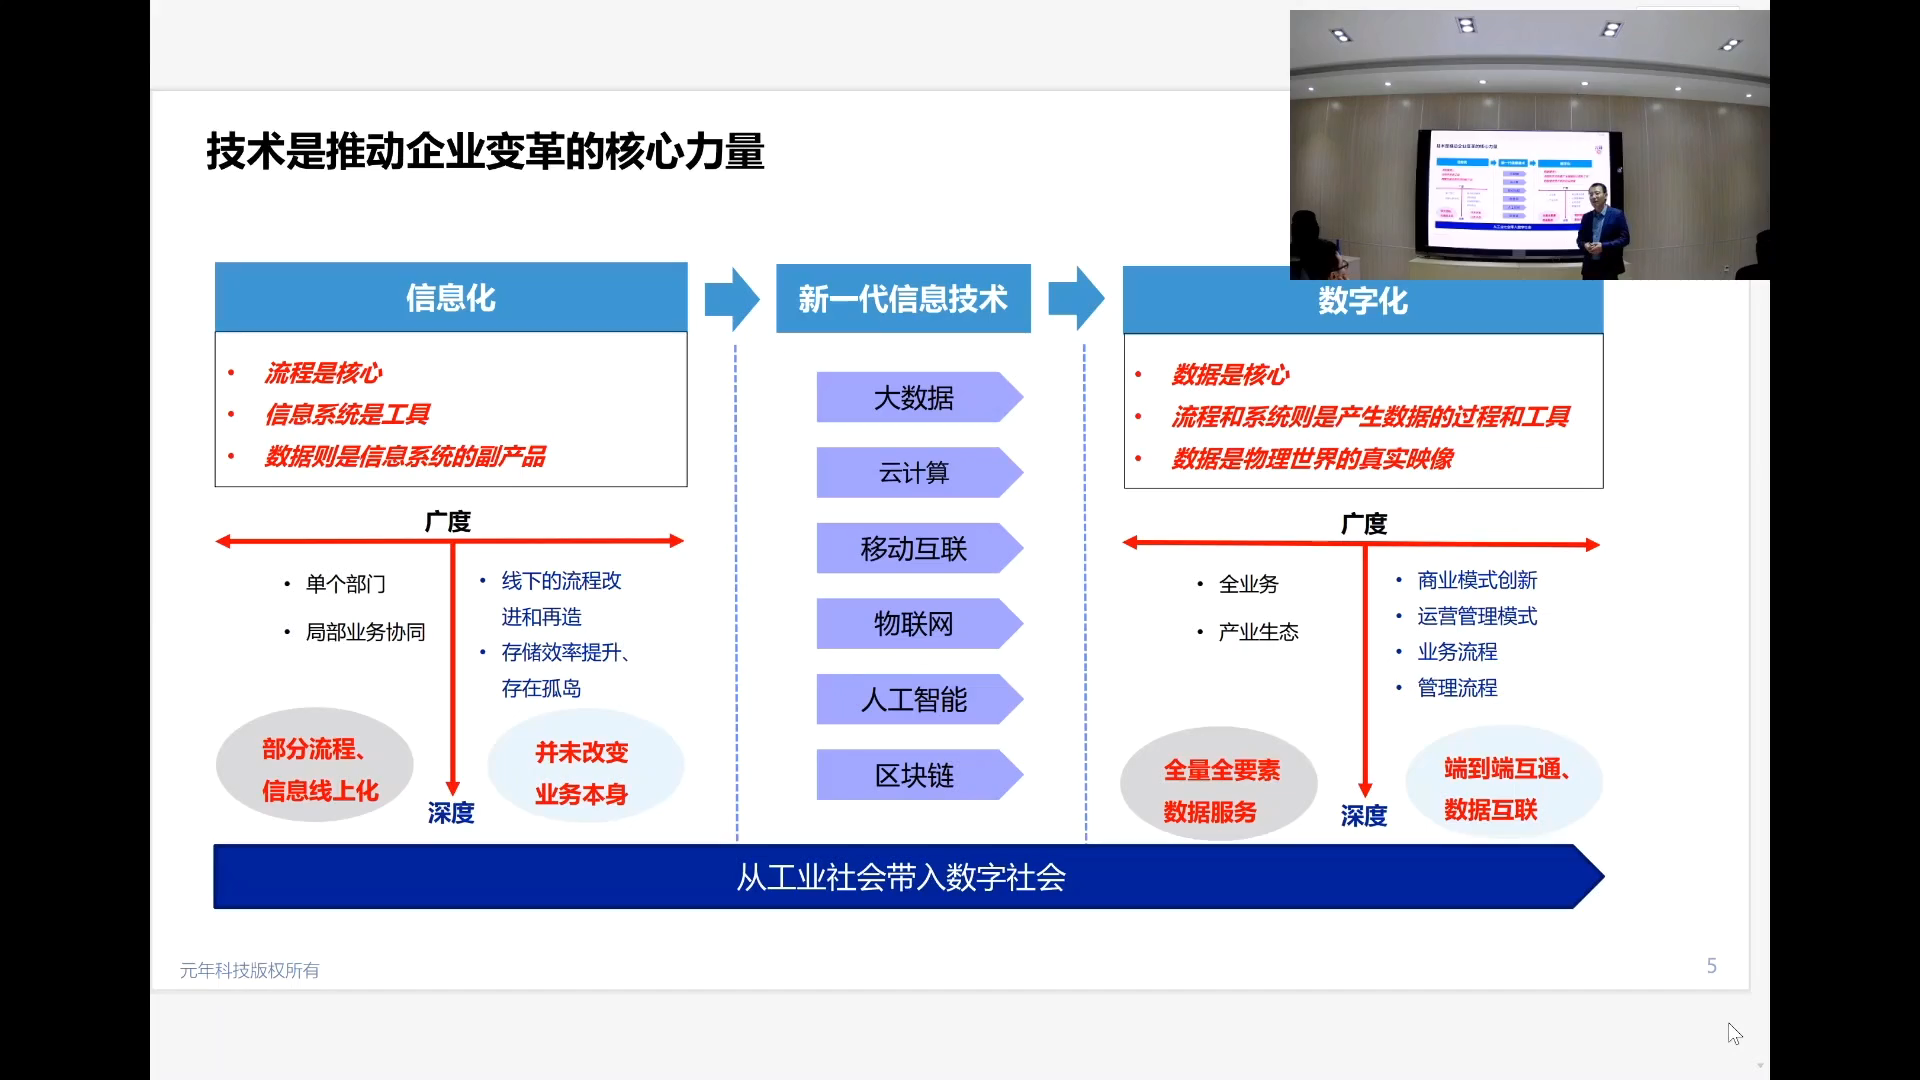 技术是推动企业变革的核心力量
信息化
• 流程是核心
• 信息系统是工具
• 数据则是信息系统的副产品
广度
• 单个部门
• 局部业务协同
• 线下的流程改
进和再造
• 存储效率提升、
存在孤岛
部分流程、
信息线上化
并未改变
业务本身
深度
新一代信息技术
大数据
云计算
移动互联
物联网
人工智能
区块链
数字化
• 数据是核心
• 流程和系统则是产生数据的过程和工具
• 数据是物理世界的真实映像
广度
• 全业务
• 产业生态
• 商业模式创新
• 运营管理模式
• 业务流程
• 管理流程
全量全要素
数据服务
端到端互通、
数据互联
深度
从工业社会带入数字社会
元年科技版权所有
5